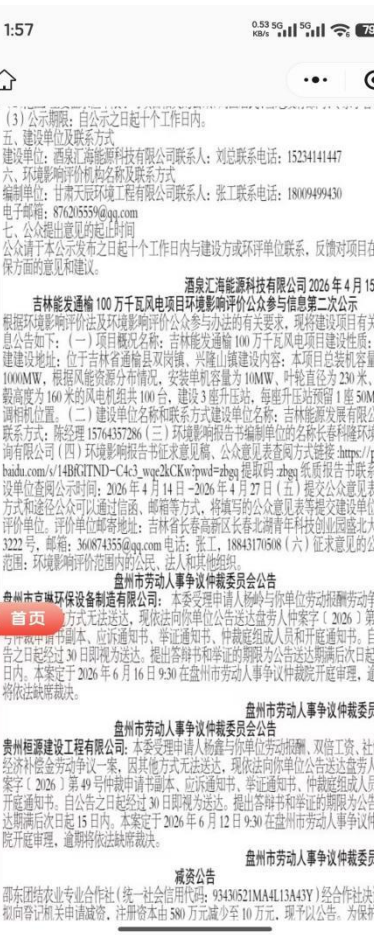 1:57
0.53 KB/s 5G 5G 79
(3)公示期限：自公示之日起十个工作日内。
五、建设单位及联系方式
建设单位：酒泉汇海能源科技有限公司联系人：刘总联系电话：15234141447
六、环境影响评价机构名称及联系方式
编制单位：甘肃天辰环境工程有限公司联系人：张工联系电话：18009499430
电子邮箱：876205559@qq.com
七、公众提出意见的起止时间
公众请于本公示发布之日起十个工作日内与建设方或环评单位联系，反馈对项目在
保方面的意见和建议。
酒泉汇海能源科技有限公司 2026 年 4 月 15
吉林能发通榆 100 万千瓦风电项目环境影响评价公众参与信息第二次公示
根据环境影响评价法及环境影响评价公众参与办法的有关要求，现将建设项目有关
息公告如下：(一)项目概况名称：吉林能发通榆 100 万千瓦风电项目建设性质：
建建设地址：位于吉林省通榆县双岗镇、兴隆山镇建设内容：本项目总装机容量
1000MW，根据风能资源分布情况，安装单机容量为 10MW、叶轮直径为 230 米、
毂高度为 160 米的风电机组共 100 台，建设 3 座升压站，每座升压站预留 1 座 50M
调相机位置。(二)建设单位名称和联系方式建设单位名称：吉林能源发展有限公
联系方式：陈经理 15764357286 (三)环境影响报告书编制单位的名称长春科隆环境
询有限公司 (四)环境影响报告书征求意见稿、公众意见表查阅方式链接 https://p
baidu.com/s/14BfGlTND-C4c3_wqe2kCKw?pwd=zbgq 提取码 :zbgq 纸质报告书联系
设单位查阅公示时间：2026 年 4 月 14 日 -2026 年 4 月 27 日 (五)提交公众意见表
方式和途径公众可以通过信函、邮箱等方式，将填写的公众意见表等提交建设单位
评价单位。评价单位邮寄地址：吉林省长春高新区长春北湖青年科技创业园盛北大
3222 号，邮箱：360874355@qq.com 电话：张工，18843170508 (六)征求意见的公
范围：环境影响评价范围内的公民、法人和其他组织。
盘州市劳动人事争议仲裁委员会公告
盘州市京琳环保设备制造有限公司：本委受理申请人杨岭与你单位劳动报酬劳动争
首页
方式无法送达，现依法向你单位公告送达盘劳人仲案字〔2026〕第
号仲裁申请书副本、应诉通知书、举证通知书、仲裁庭组成人员和开庭通知书。自
告之日起经过 30 日即视为送达。提出答辩书和举证的期限为公告送达期满后次日起
日内。本案定于 2026 年 6 月 16 日 9:30 在盘州市劳动人事争议仲裁院开庭审理，逾
将依法缺席裁决。
盘州市劳动人事争议仲裁委员
盘州市劳动人事争议仲裁委员会公告
贵州桓源建设工程有限公司：本委受理申请人杨鑫与你单位劳动报酬、双倍工资、社
经济补偿金劳动争议一案，因其他方式无法送达，现依法向你单位公告送达盘劳人
案字〔2026〕第 49 号仲裁申请书副本、应诉通知书、举证通知书、仲裁庭组成人员
开庭通知书。自公告之日起经过 30 日即视为送达。提出答辩书和举证的期限为公告
达期满后次日起 15 日内。本案定于 2026 年 6 月 12 日 9:30 在盘州市劳动人事争议仲
院开庭审理，逾期将依法缺席裁决。
盘州市劳动人事争议仲裁委员
减资公告
邵东团结农业专业合作社(统一社会信用代码：93430521MA4L13A43Y)经合作社决
拟向登记机关申请减资，注册资本由 580 万元减少至 10 万元，现予以公告。为保护